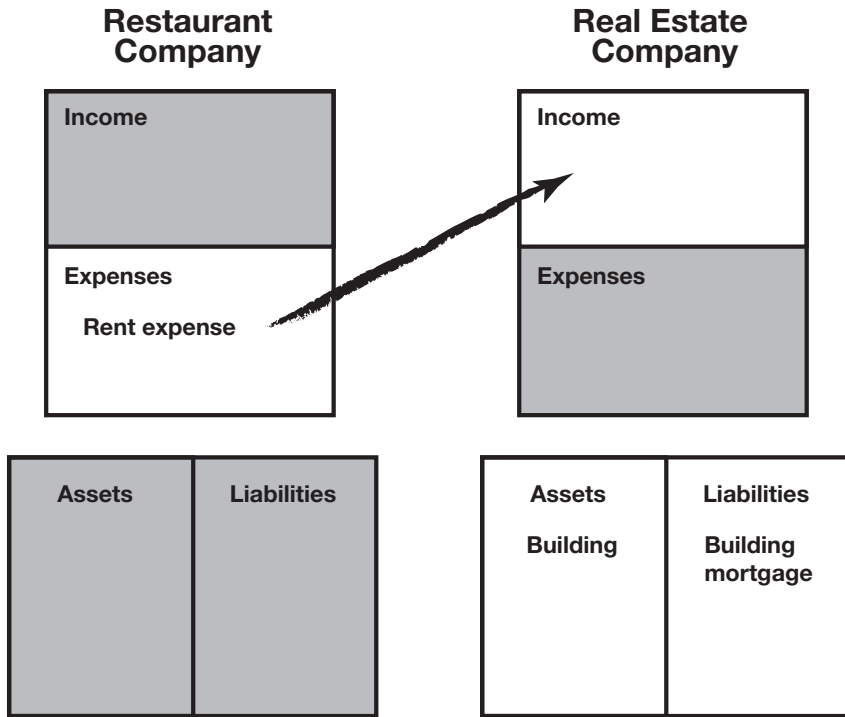 Restaurant
Company
Income
Expenses
Rent expense
Assets
Liabilities
Real Estate
Company
Income
Expenses
Assets
Building
Liabilities
Building
mortgage